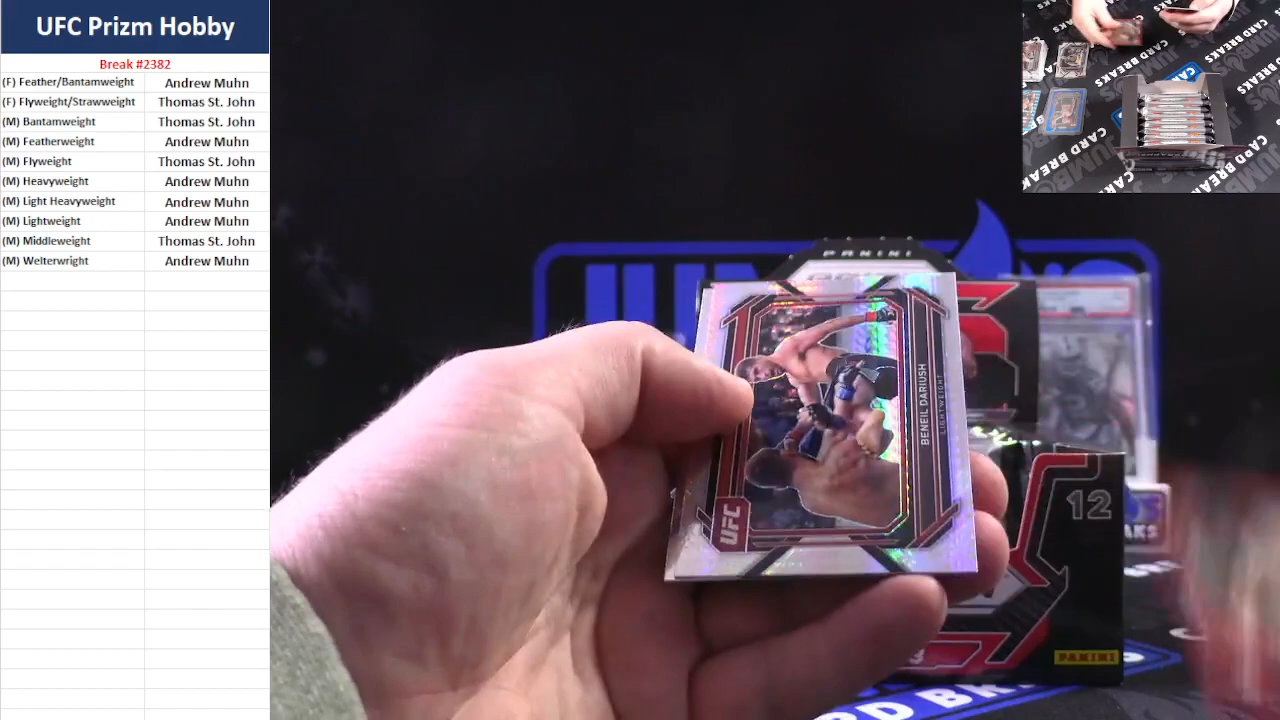 UFC Prizm Hobby
Break #2382
(F) Feather/Bantamweight Andrew Muhn
(F) Flyweight/Strawweight Thomas St. John
(M) Bantamweight Thomas St. John
(M) Featherweight Andrew Muhn
(M) Flyweight Thomas St. John
(M) Heavyweight Andrew Muhn
(M) Light Heavyweight Andrew Muhn
(M) Lightweight Andrew Muhn
(M) Middleweight Thomas St. John
(M) Welterwright Andrew Muhn
CARD BREAKS
CARD BREAKS
PANINI
BENEIL DARIUSH
LIGHTWEIGHT
UFC
12
PANINI